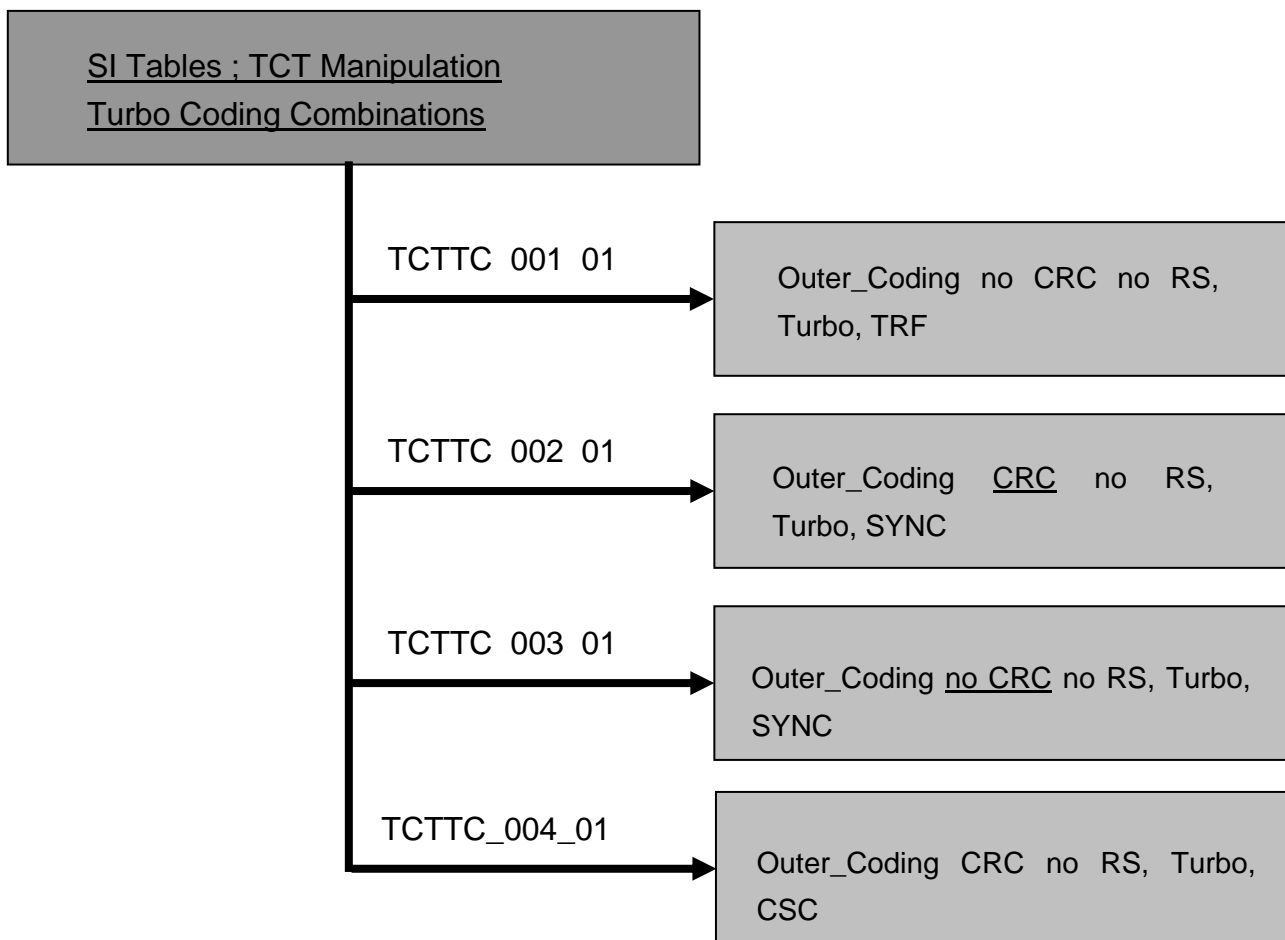 SI Tables ; TCT Manipulation
Turbo Coding Combinations
TCTTC 001 01
Outer_Coding no CRC no RS,
Turbo, TRF
TCTTC 002 01
Outer_Coding CRC no RS,
Turbo, SYNC
TCTTC 003 01
Outer_Coding no CRC no RS, Turbo,
SYNC
TCTTC_004_01
Outer_Coding CRC no RS, Turbo,
CSC